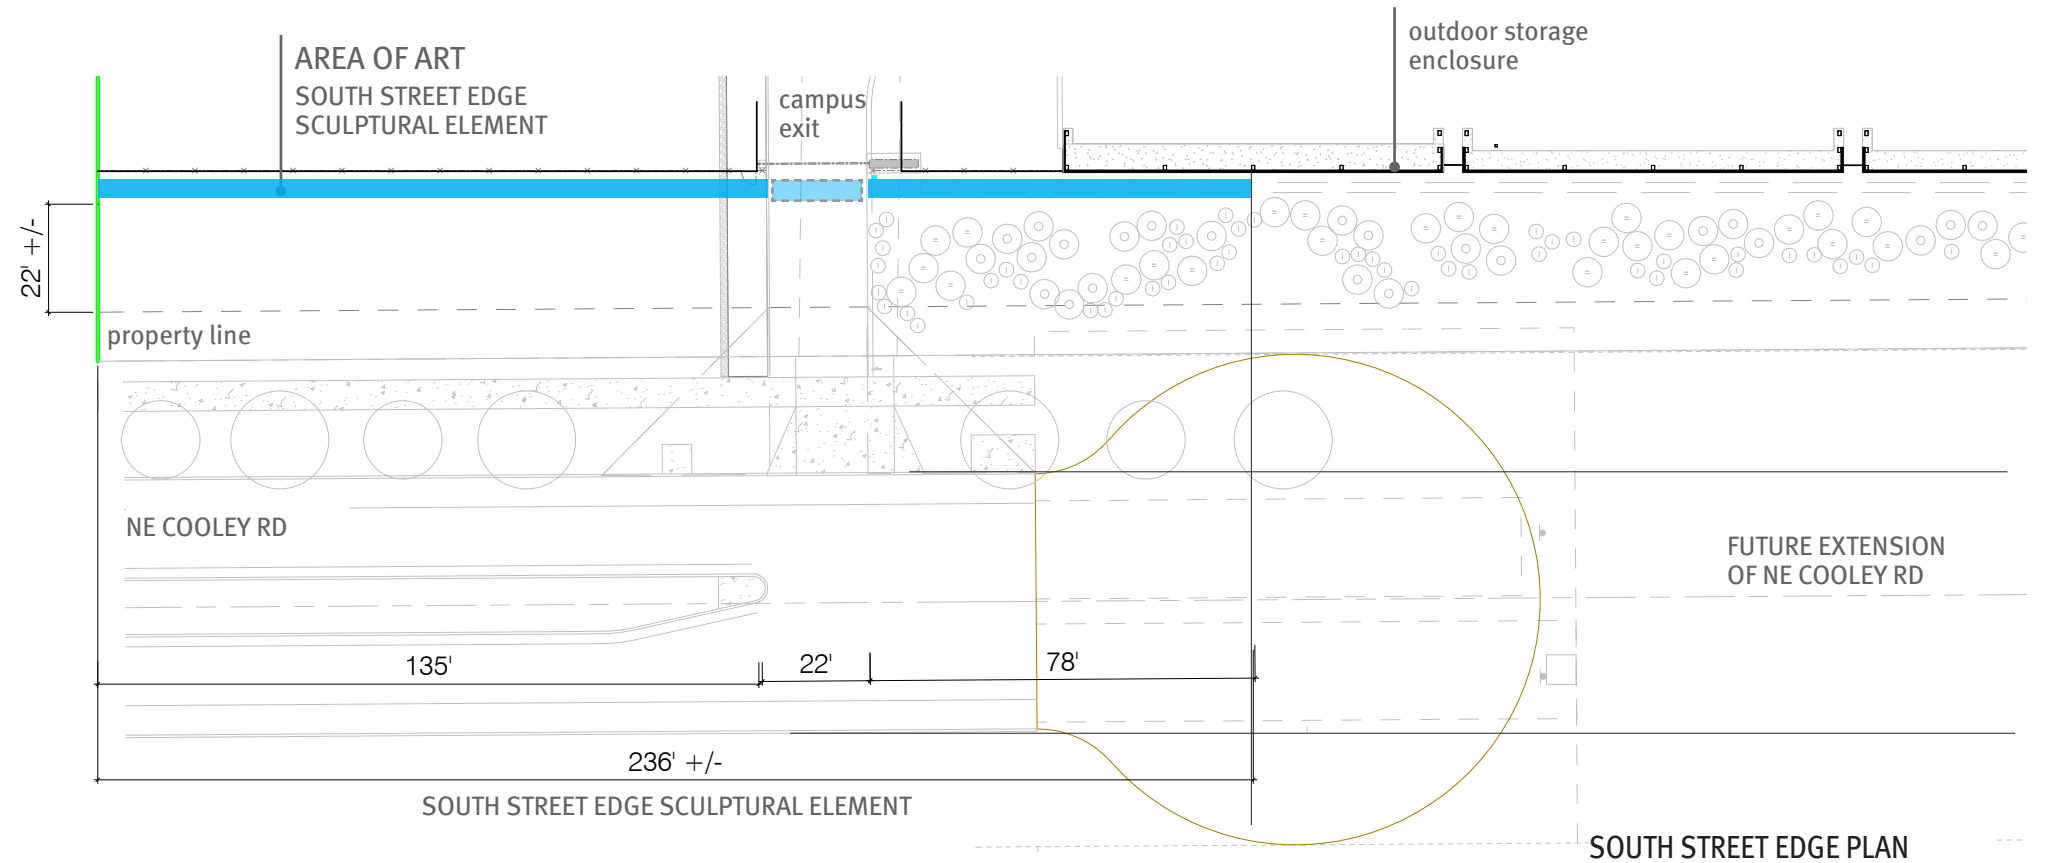 AREA OF ART
SOUTH STREET EDGE
SCULPTURAL ELEMENT
campus
exit
outdoor storage
enclosure
22' +/-
property line
NE COOLEY RD
FUTURE EXTENSION
OF NE COOLEY RD
135'
22'
78'
236' +/-
SOUTH STREET EDGE SCULPTURAL ELEMENT
SOUTH STREET EDGE PLAN